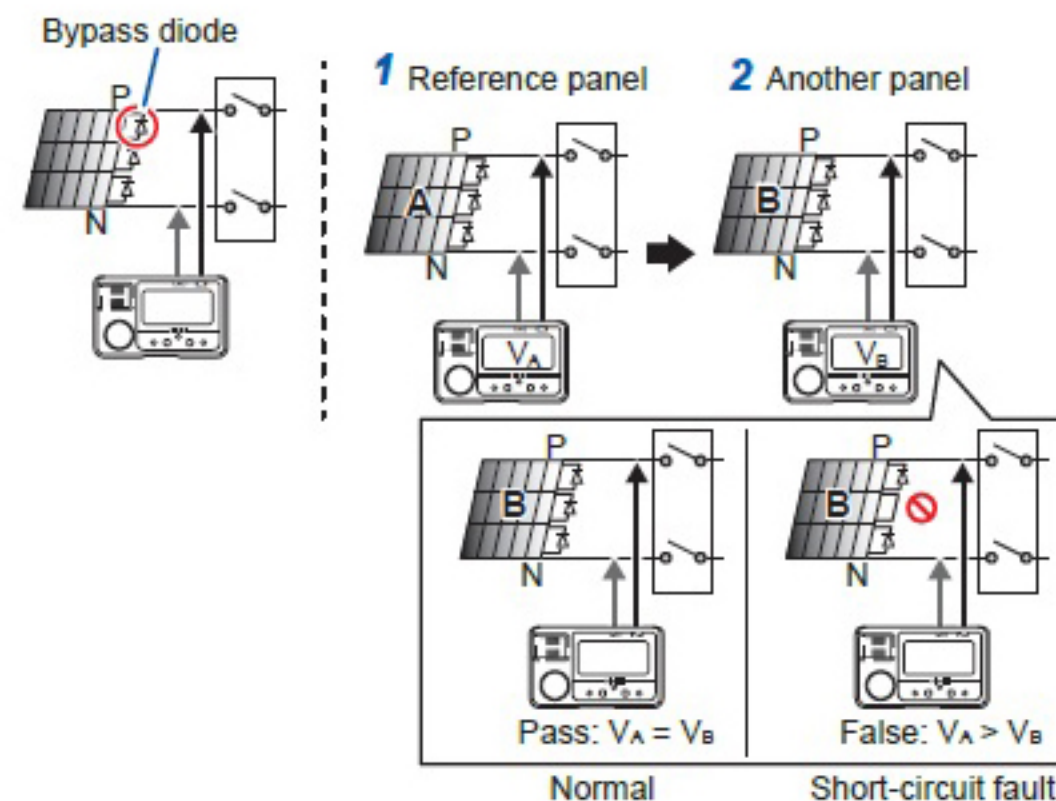 Bypass diode
P
N
1 Reference panel
P
A
N
VA
2 Another panel
P
B
N
VB
P
B
N
Pass: VA = VB
Normal
P
B
N
False: VA > VB
Short-circuit fault